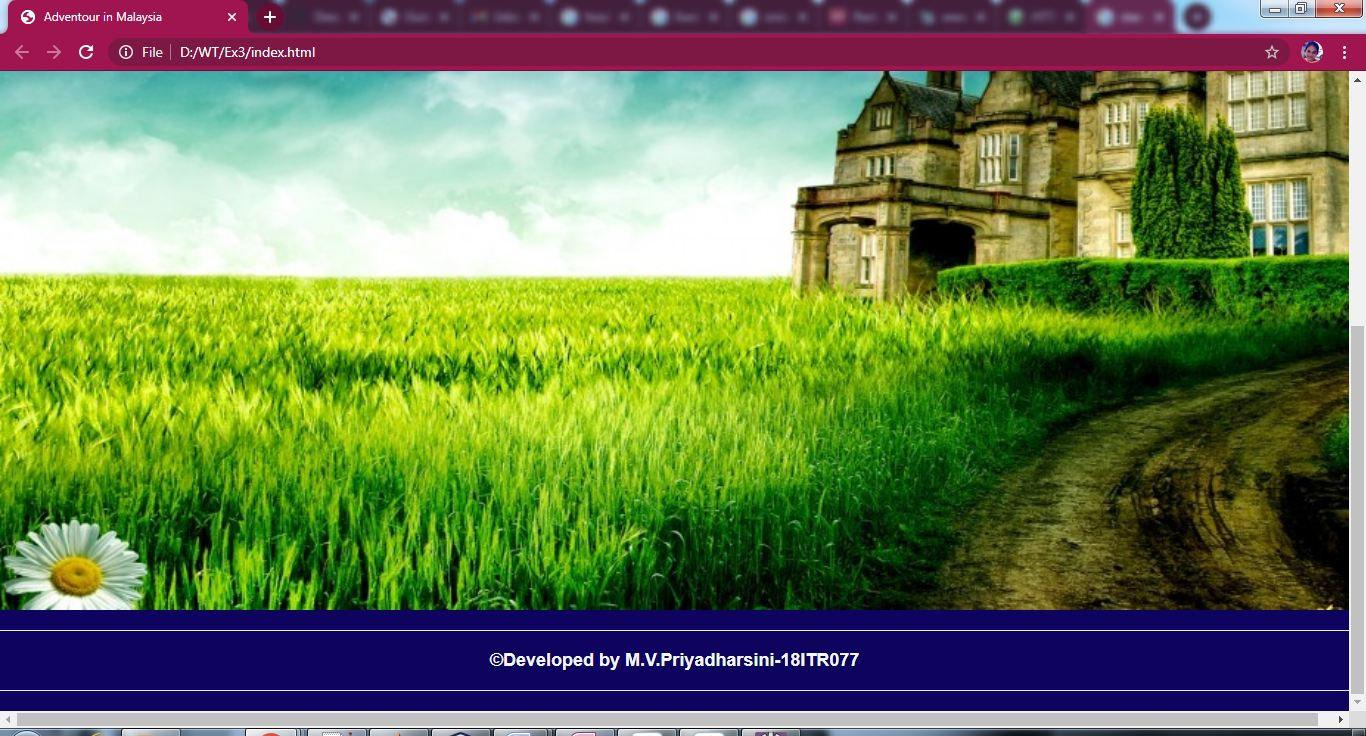 Adventour in Malaysia
File D:/WT/Ex3/index.html
©Developed by M.V.Priyadharsini-18ITR077